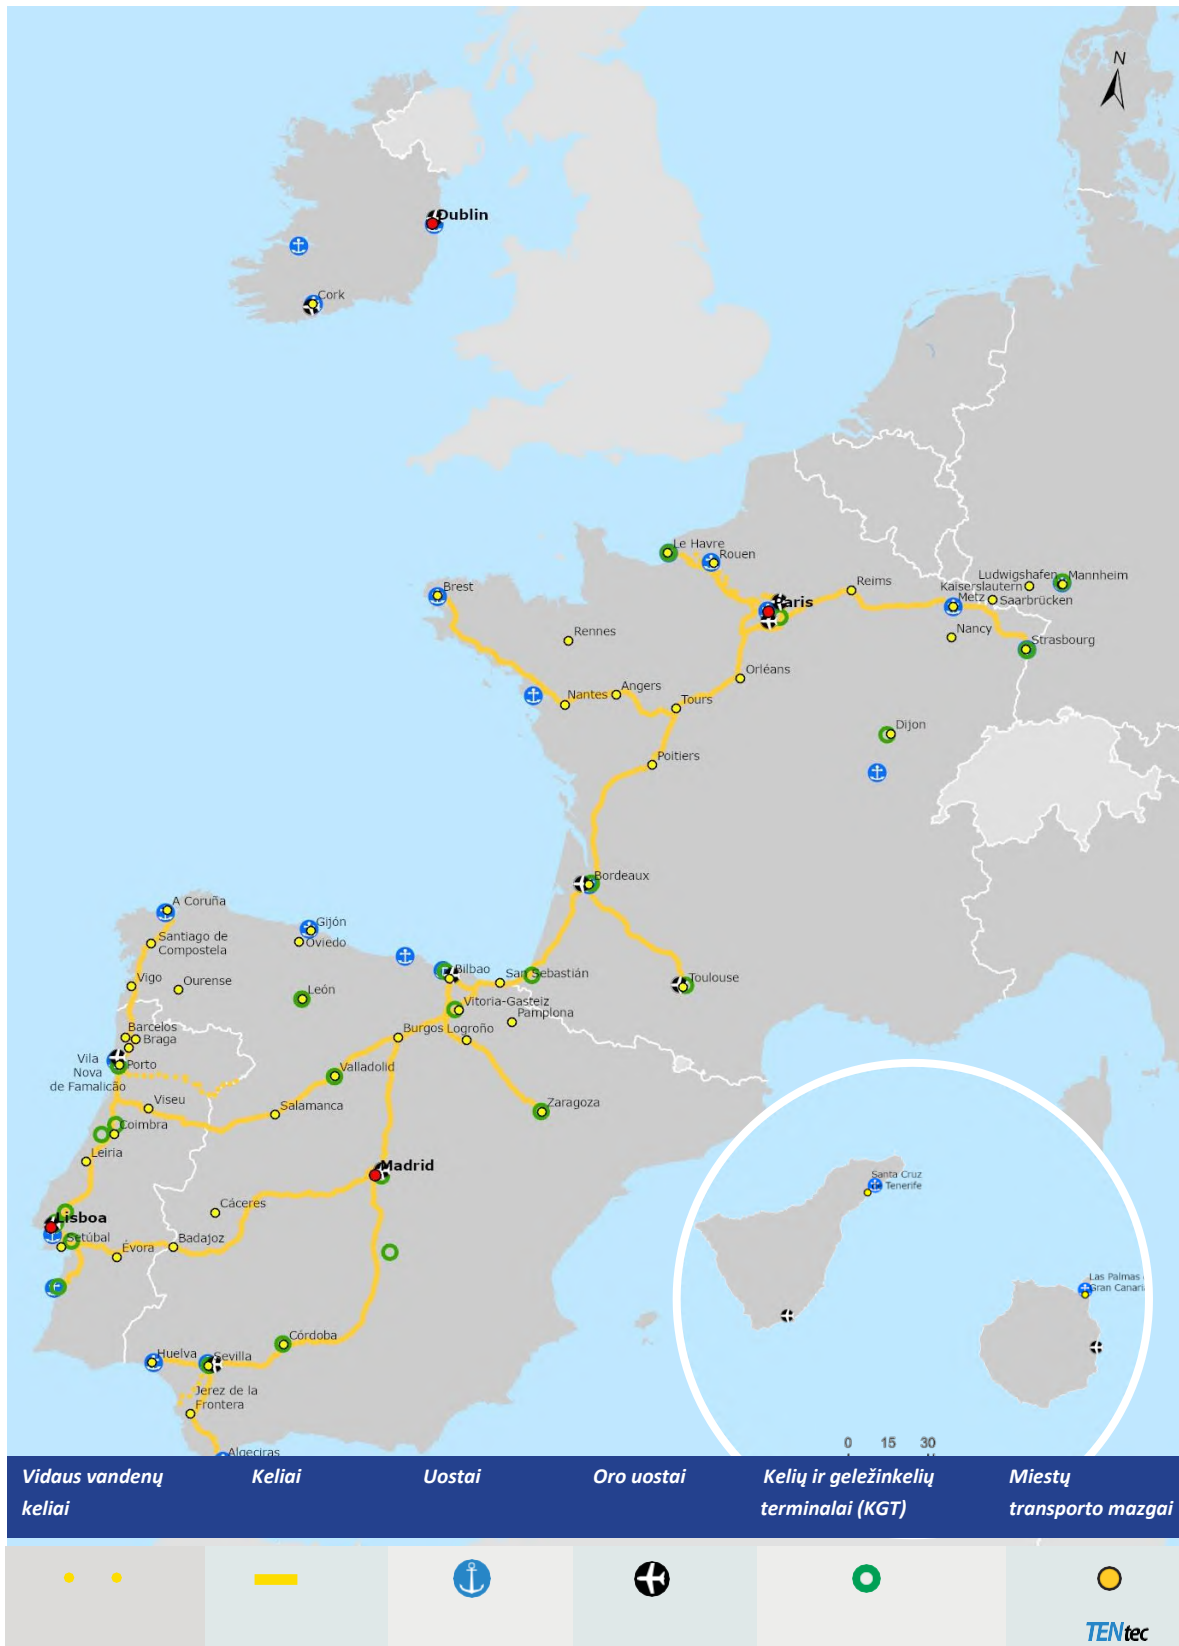 N
Dublin
Cork
Le Havre
Rouen
Brest
Paris
Reims
Ludwigshafen
Mannheim
Kaiserslautern
Metz
Saarbrücken
Nancy
Strasbourg
Rennes
Orléans
Nantes
Angers
Tours
Dijon
Poitiers
Bordeaux
A Coruña
Gijón
Santiago de
Compostela
Oviedo
Bilbao
San Sebastián
Toulouse
Vigo
Ourense
León
Vitoria-Gasteiz
Pamplona
Barcelos
Braga
Burgos
Logroño
Vila
Nova
de Famalicão
Porto
Valladolid
Viseu
Salamanca
Zaragoza
Coimbra
Leiria
Madrid
Santa Cruz
Tenerife
Cáceres
Lisboa
Setúbal
Évora
Badajoz
Las Palmas
Gran Canari
Córdoba
Huelva
Sevilla
Jerez de la
Frontera
Algeciras
0 15 30
Vidaus vandenų
keliai
Keliai
Uostai
Oro uostai
Kelių ir geležinkelių
terminalai (KGT)
Miestų
transporto mazgai
TENtec